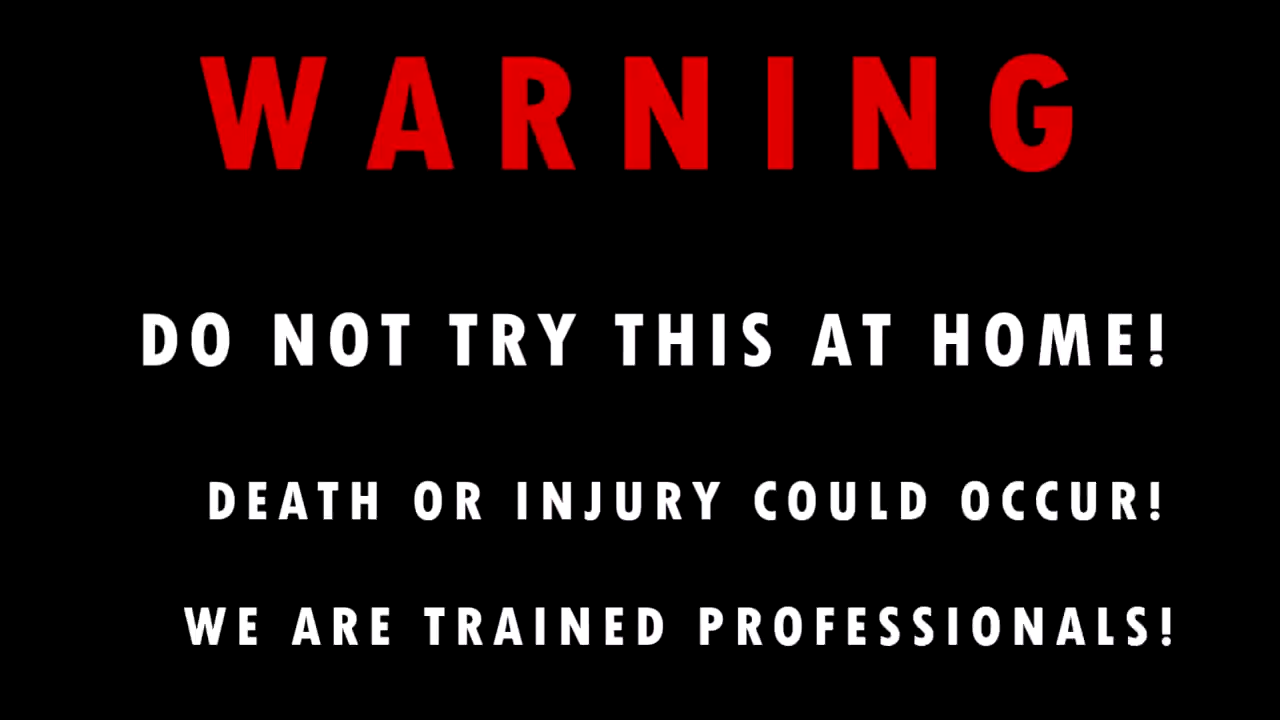 WARNING
DO NOT TRY THIS AT HOME!
DEATH OR INJURY COULD OCCUR!
WE ARE TRAINED PROFESSIONALS!